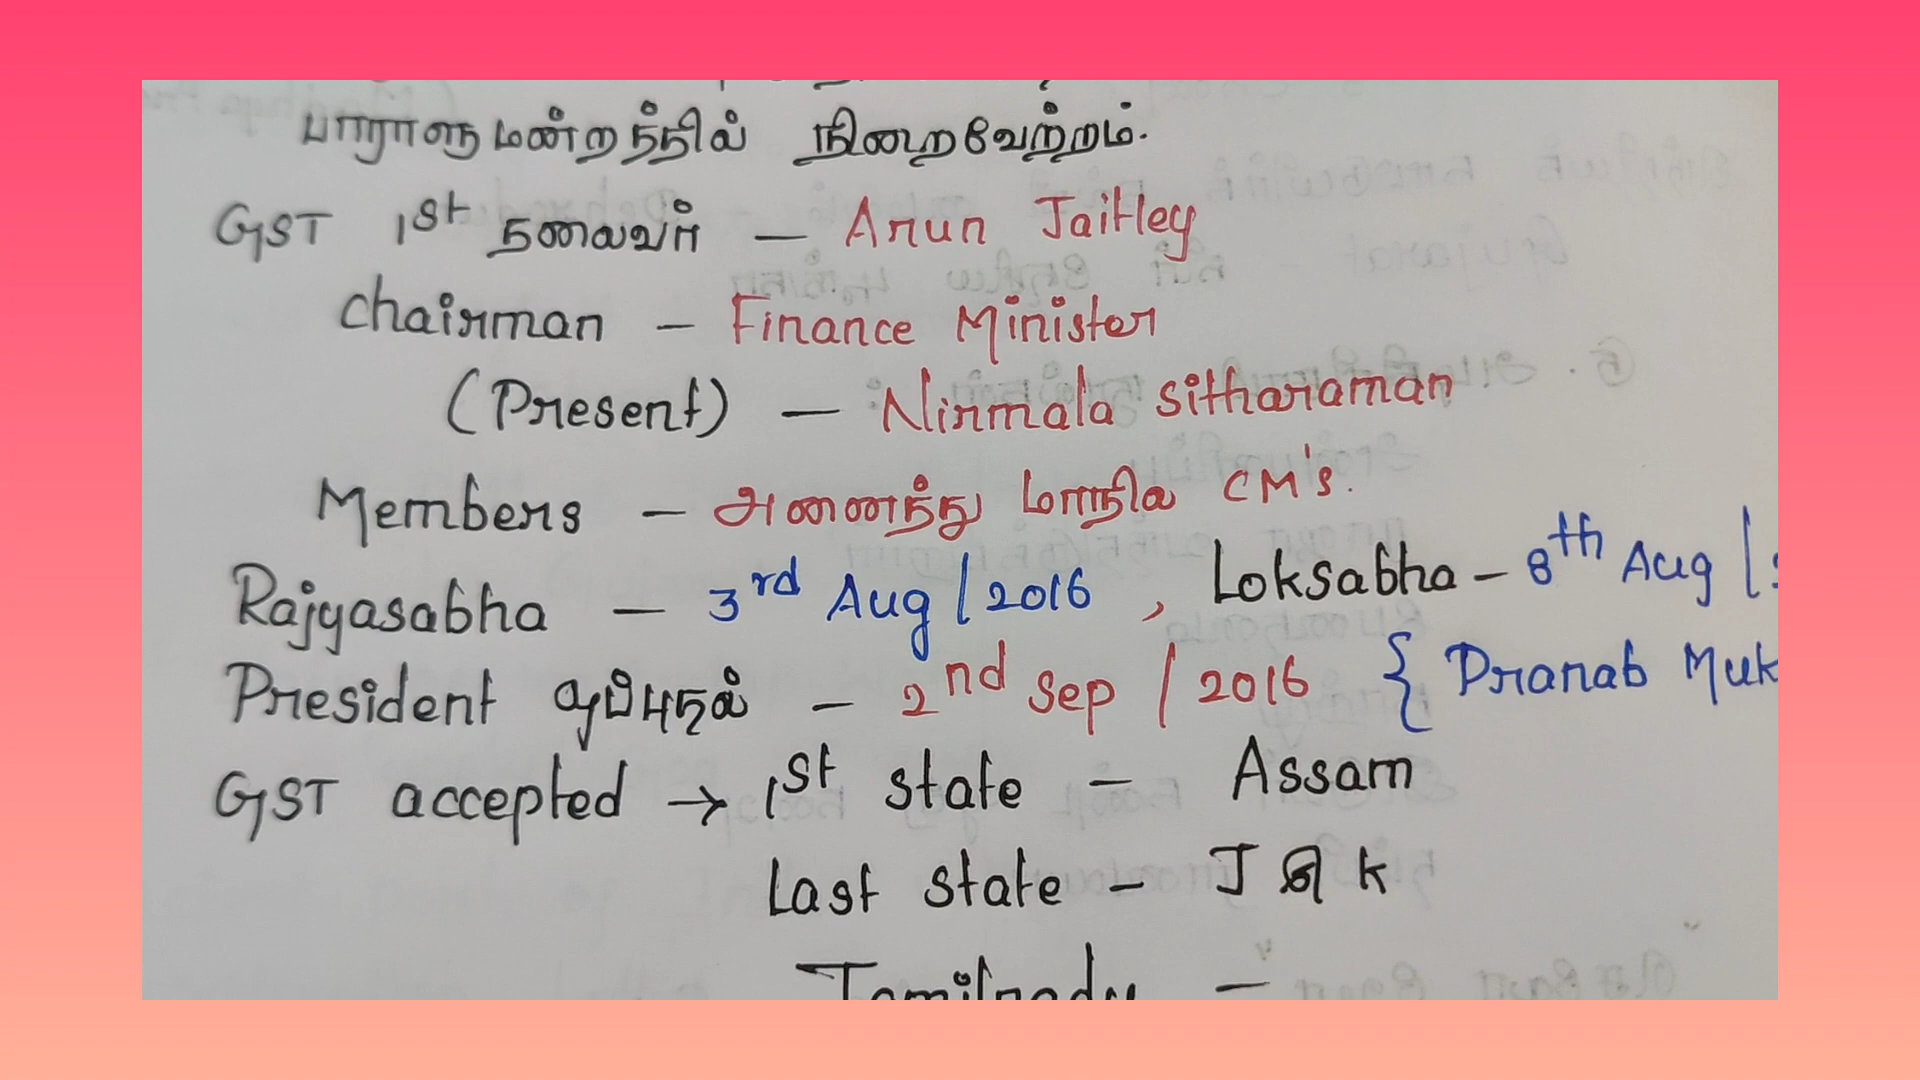 பாராளுமன்றத்தில் நிறைவேற்றம்.
GST 1st தலைவர் – Arun Jaitley
Chairman – Finance Minister
(Present) – Nirmala Sitharaman
Members – அனைத்து மாநில CM's.
Rajyasabha – 3rd Aug / 2016 , Loksabha – 8th Aug /
President ஒப்புதல் – 2nd Sep / 2016 { Pranab Muk
GST accepted → 1st state – Assam
Last state – J & K
Tamilnadu –